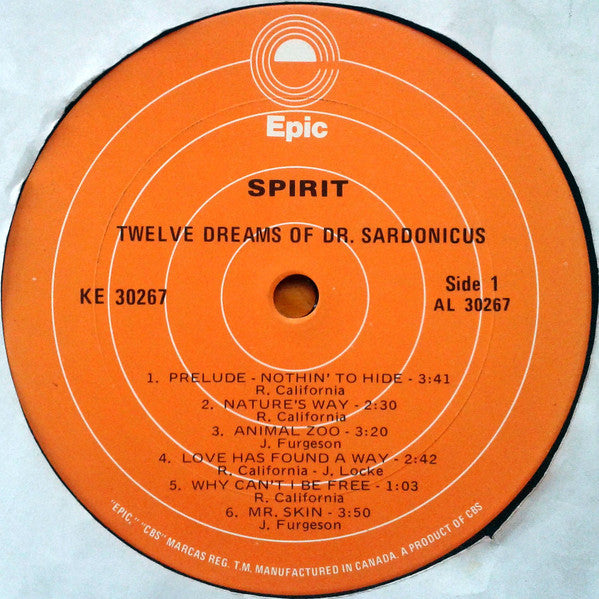 Epic
SPIRIT
TWELVE DREAMS OF DR. SARDONICUS
KE 30267
Side 1
AL 30267
1. PRELUDE - NOTHIN' TO HIDE - 3:41
R. California
2. NATURE'S WAY - 2:30
R. California
3. ANIMAL ZOO - 3:20
J. Furgeson
4. LOVE HAS FOUND A WAY - 2:42
R. California - J. Locke
5. WHY CAN'T I BE FREE - 1:03
R. California
6. MR. SKIN - 3:50
J. Furgeson
"EPIC," "CBS" MARCAS REG. T.M. MANUFACTURED IN CANADA. A PRODUCT OF CBS